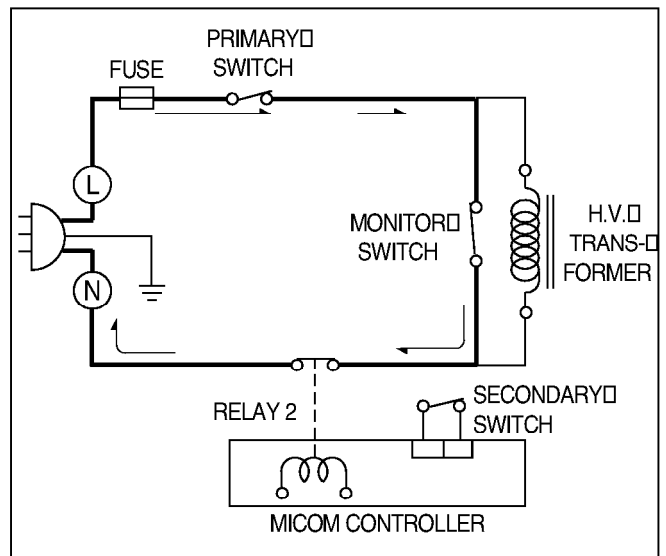 PRIMARY□
SWITCH
FUSE
L
MONITOR□
SWITCH
H.V.□
TRANS-□
FORMER
N
RELAY 2
SECONDARY□
SWITCH
MICOM CONTROLLER